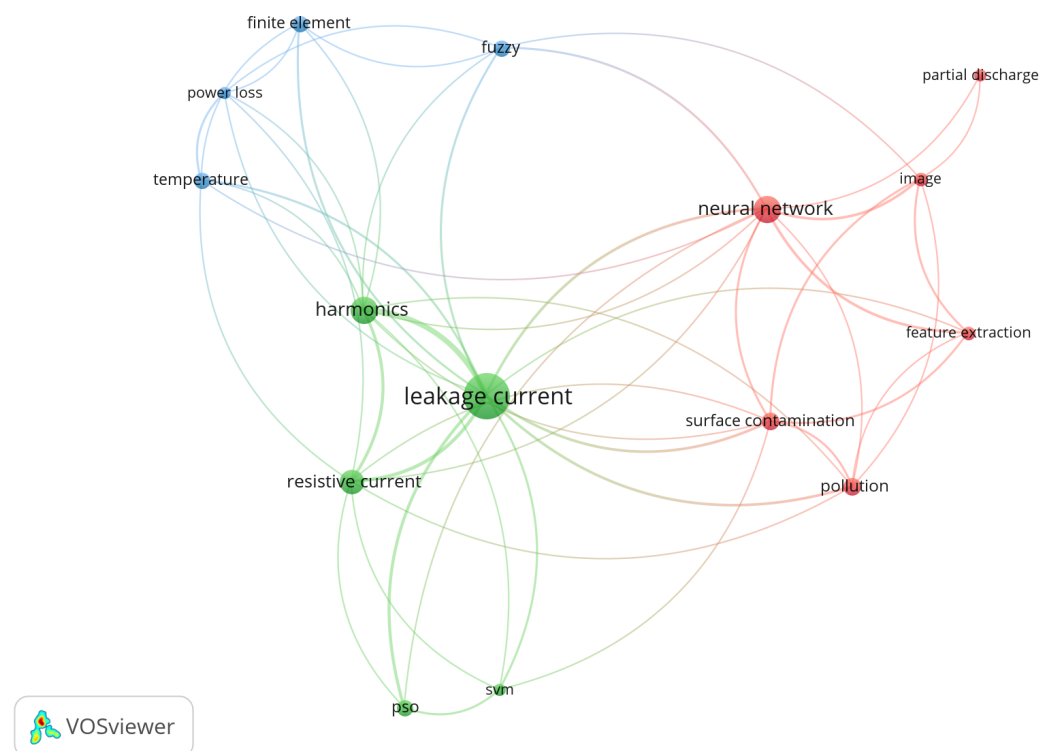 finite element
fuzzy
partial discharge
power loss
temperature
image
neural network
harmonics
feature extraction
leakage current
surface contamination
resistive current
pollution
svm
pso
VOSviewer